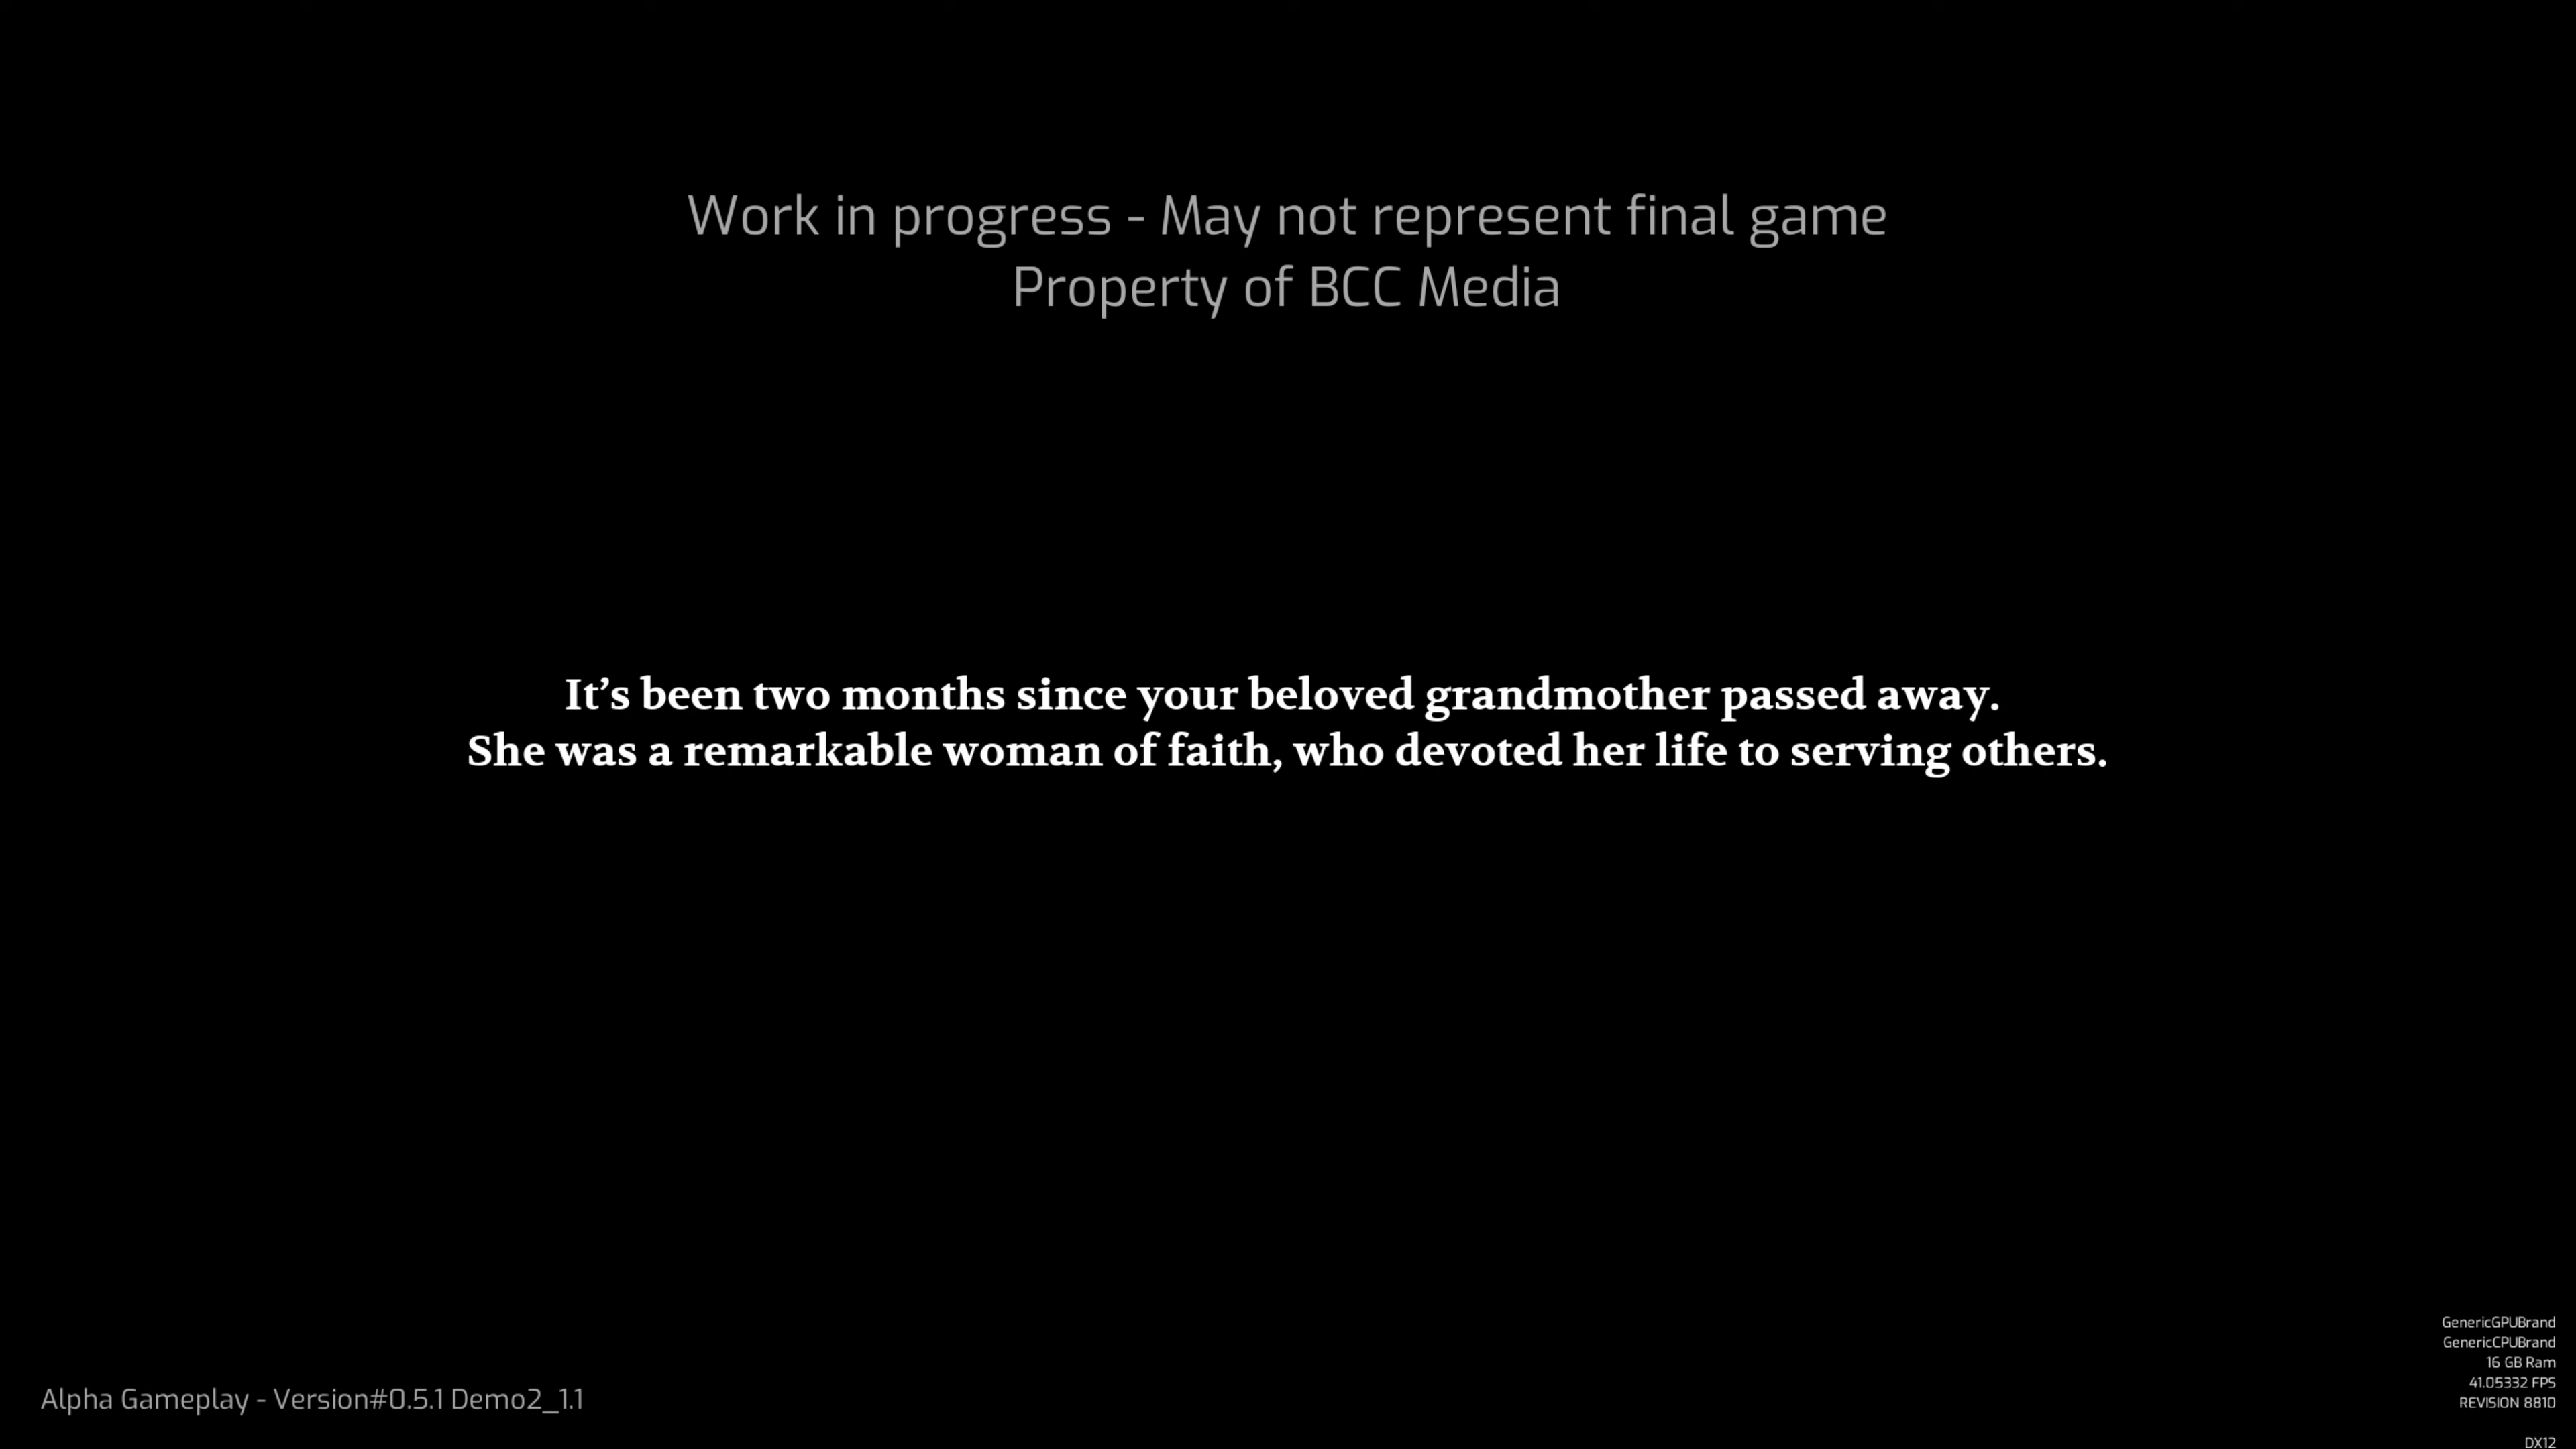 Work in progress - May not represent final game
Property of BCC Media
It’s been two months since your beloved grandmother passed away.
She was a remarkable woman of faith, who devoted her life to serving others.
GenericGPUBrand
GenericCPUBrand
16 GB Ram
41.05332 FPS
REVISION 8810
Alpha Gameplay - Version#0.5.1 Demo2_1.1
DX12